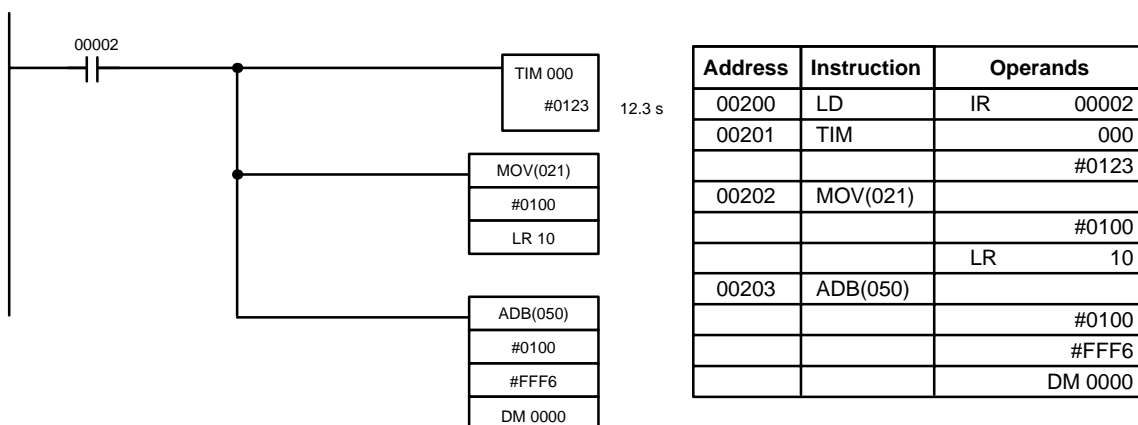 00002
TIM 000
#0123
12.3 s
MOV(021)
#0100
LR 10
ADB(050)
#0100
#FFF6
DM 0000
Address Instruction Operands
00200 LD IR 00002
00201 TIM 000
#0123
00202 MOV(021)
#0100
LR 10
00203 ADB(050)
#0100
#FFF6
DM 0000